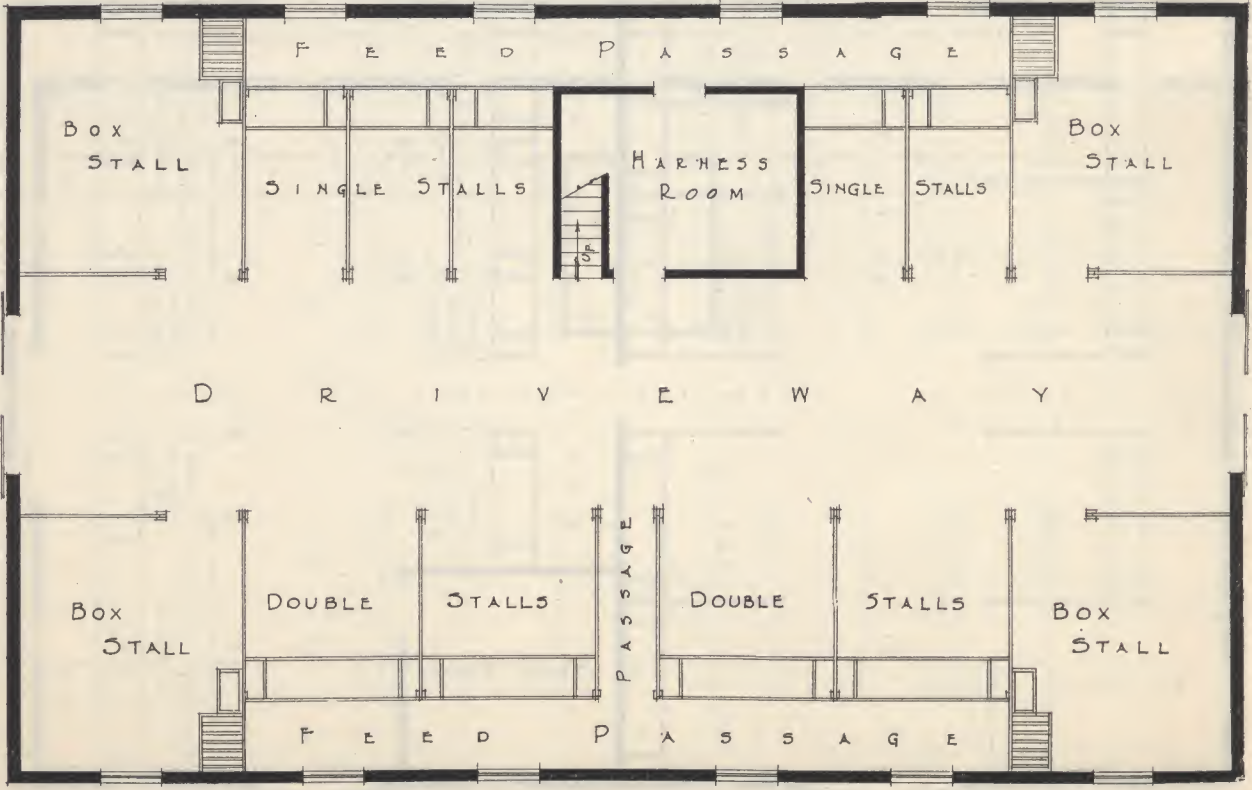 FEED PASSAGE
BOX
STALL
SINGLE STALLS
UP
HARNESS
ROOM
SINGLE STALLS
BOX
STALL
DRIVEWAY
BOX
STALL
DOUBLE STALLS
PASSAGE
DOUBLE STALLS
BOX
STALL
FEED PASSAGE